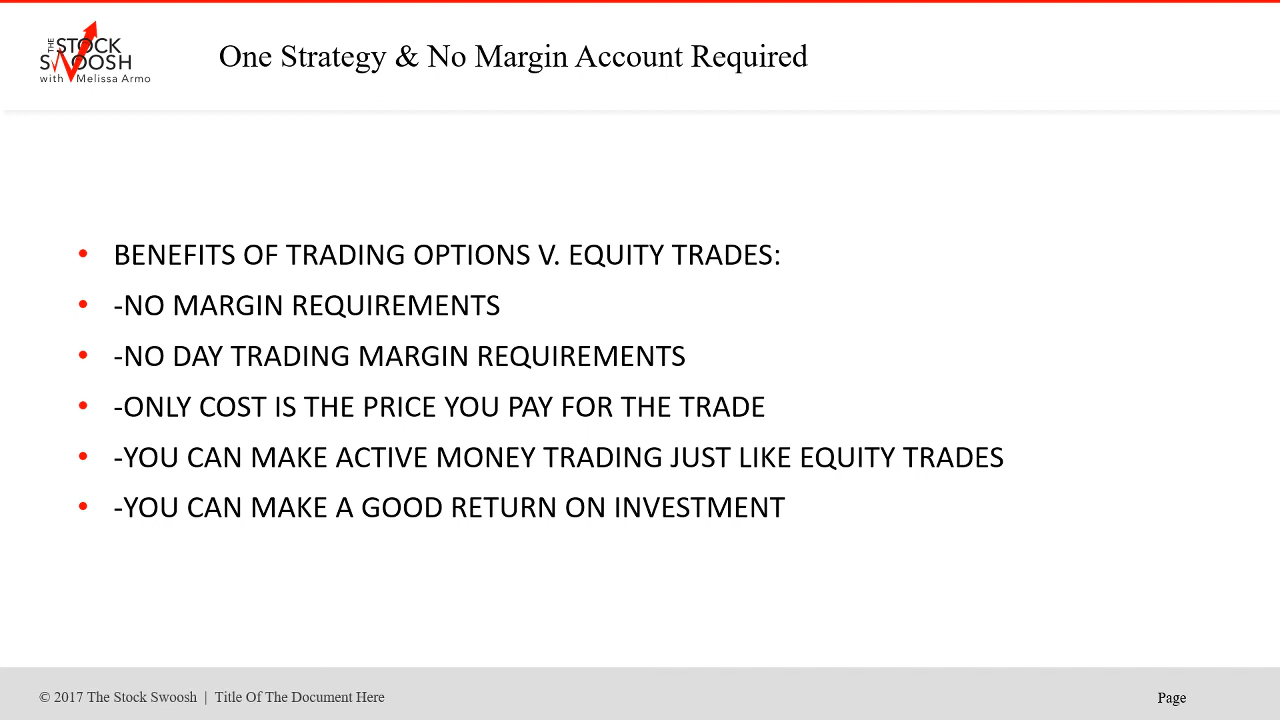 THE STOCK
SWOOSH
with Melissa Armo
One Strategy & No Margin Account Required
• BENEFITS OF TRADING OPTIONS V. EQUITY TRADES:
• -NO MARGIN REQUIREMENTS
• -NO DAY TRADING MARGIN REQUIREMENTS
• -ONLY COST IS THE PRICE YOU PAY FOR THE TRADE
• -YOU CAN MAKE ACTIVE MONEY TRADING JUST LIKE EQUITY TRADES
• -YOU CAN MAKE A GOOD RETURN ON INVESTMENT
© 2017 The Stock Swoosh | Title Of The Document Here
Page